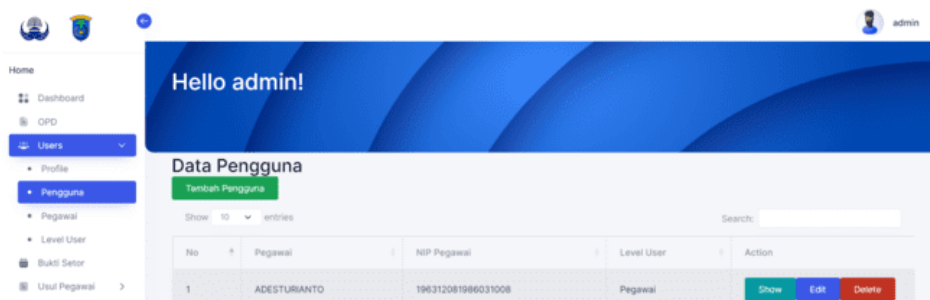 admin
Home
Dashboard
OPD
Users
Profile
Pengguna
Pegawai
Level User
Bukti Setor
Usul Pegawai
Hello admin!
Data Pengguna
Tambah Pengguna
Show 10 entries
Search:
No Pegawai NIP Pegawai Level User Action
1 ADESTURIANTO 196312081986031008 Pegawai Show Edit Delete